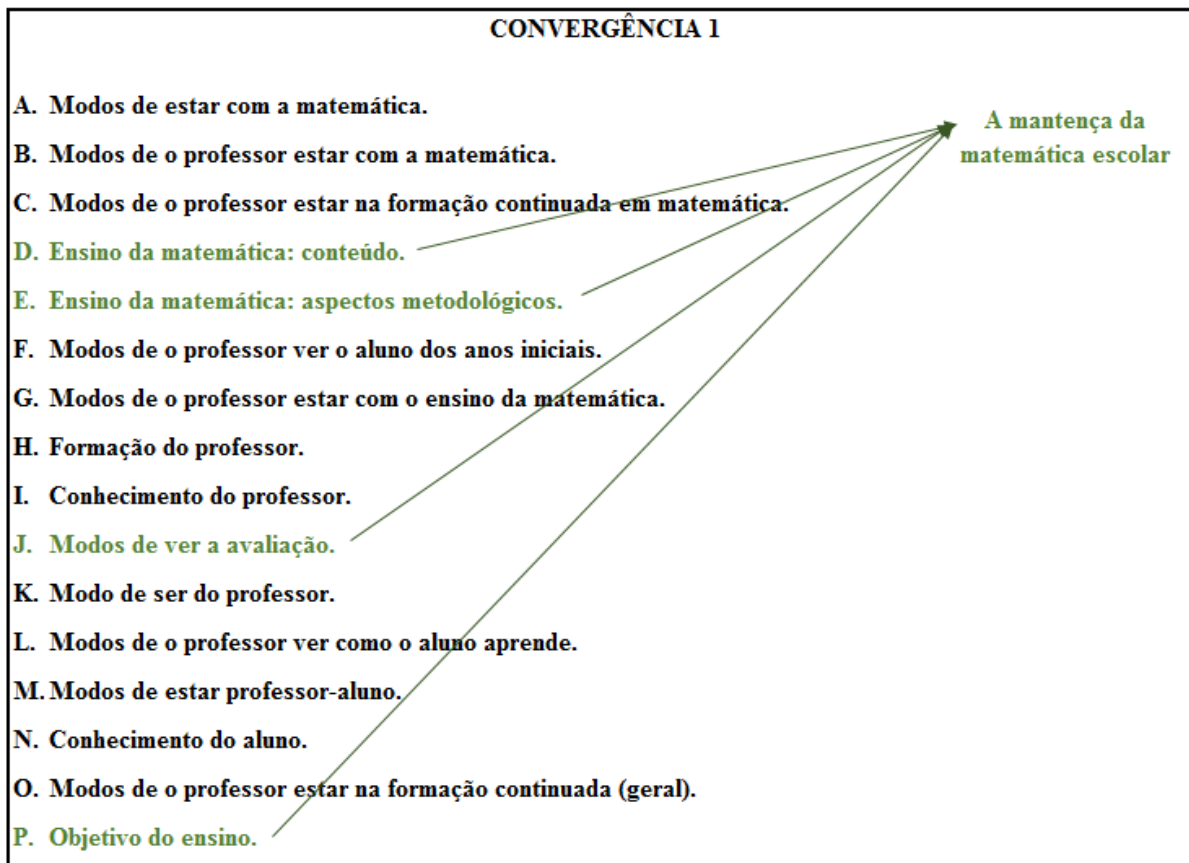 CONVERGÊNCIA 1
A. Modos de estar com a matemática.
B. Modos de o professor estar com a matemática.
C. Modos de o professor estar na formação continuada em matemática.
D. Ensino da matemática: conteúdo.
E. Ensino da matemática: aspectos metodológicos.
F. Modos de o professor ver o aluno dos anos iniciais.
G. Modos de o professor estar com o ensino da matemática.
H. Formação do professor.
I. Conhecimento do professor.
J. Modos de ver a avaliação.
K. Modo de ser do professor.
L. Modos de o professor ver como o aluno aprende.
M. Modos de estar professor-aluno.
N. Conhecimento do aluno.
O. Modos de o professor estar na formação continuada (geral).
P. Objetivo do ensino.
A mantença da
matemática escolar